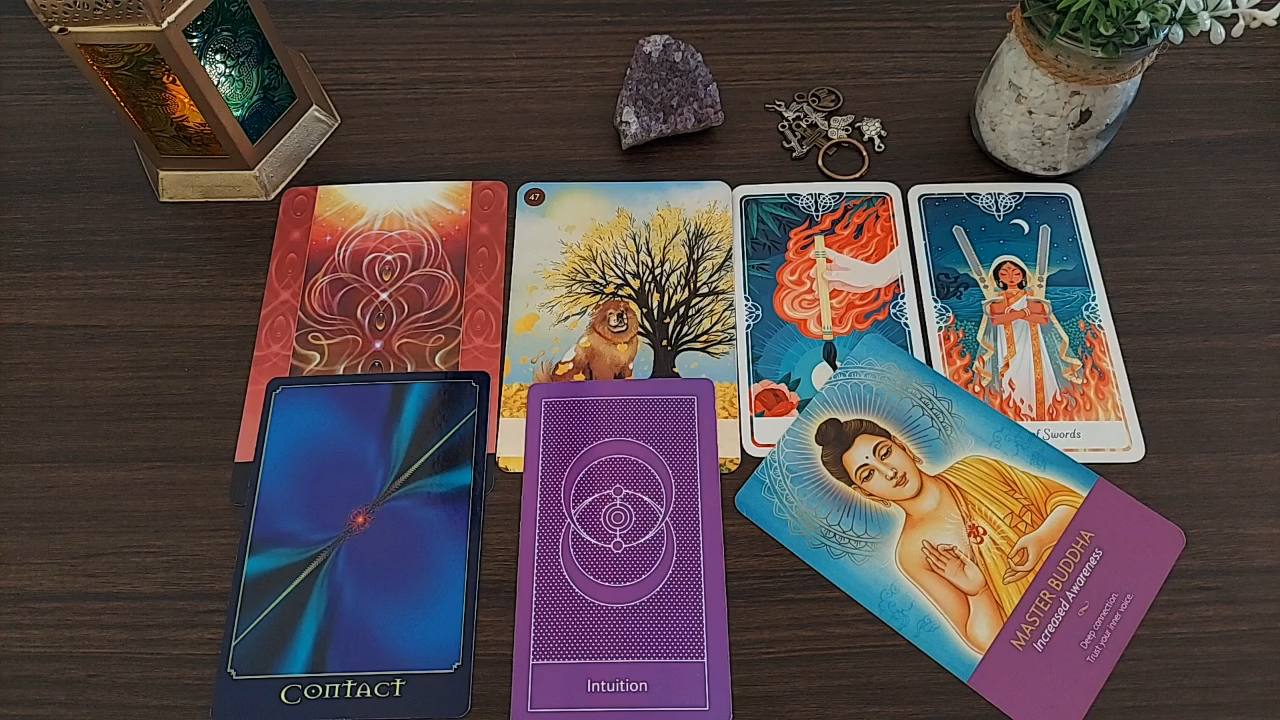 47
of Swords
Contact
Intuition
MASTER BUDDHA
Increased Awareness
Deep connection.
Trust your inner voice.